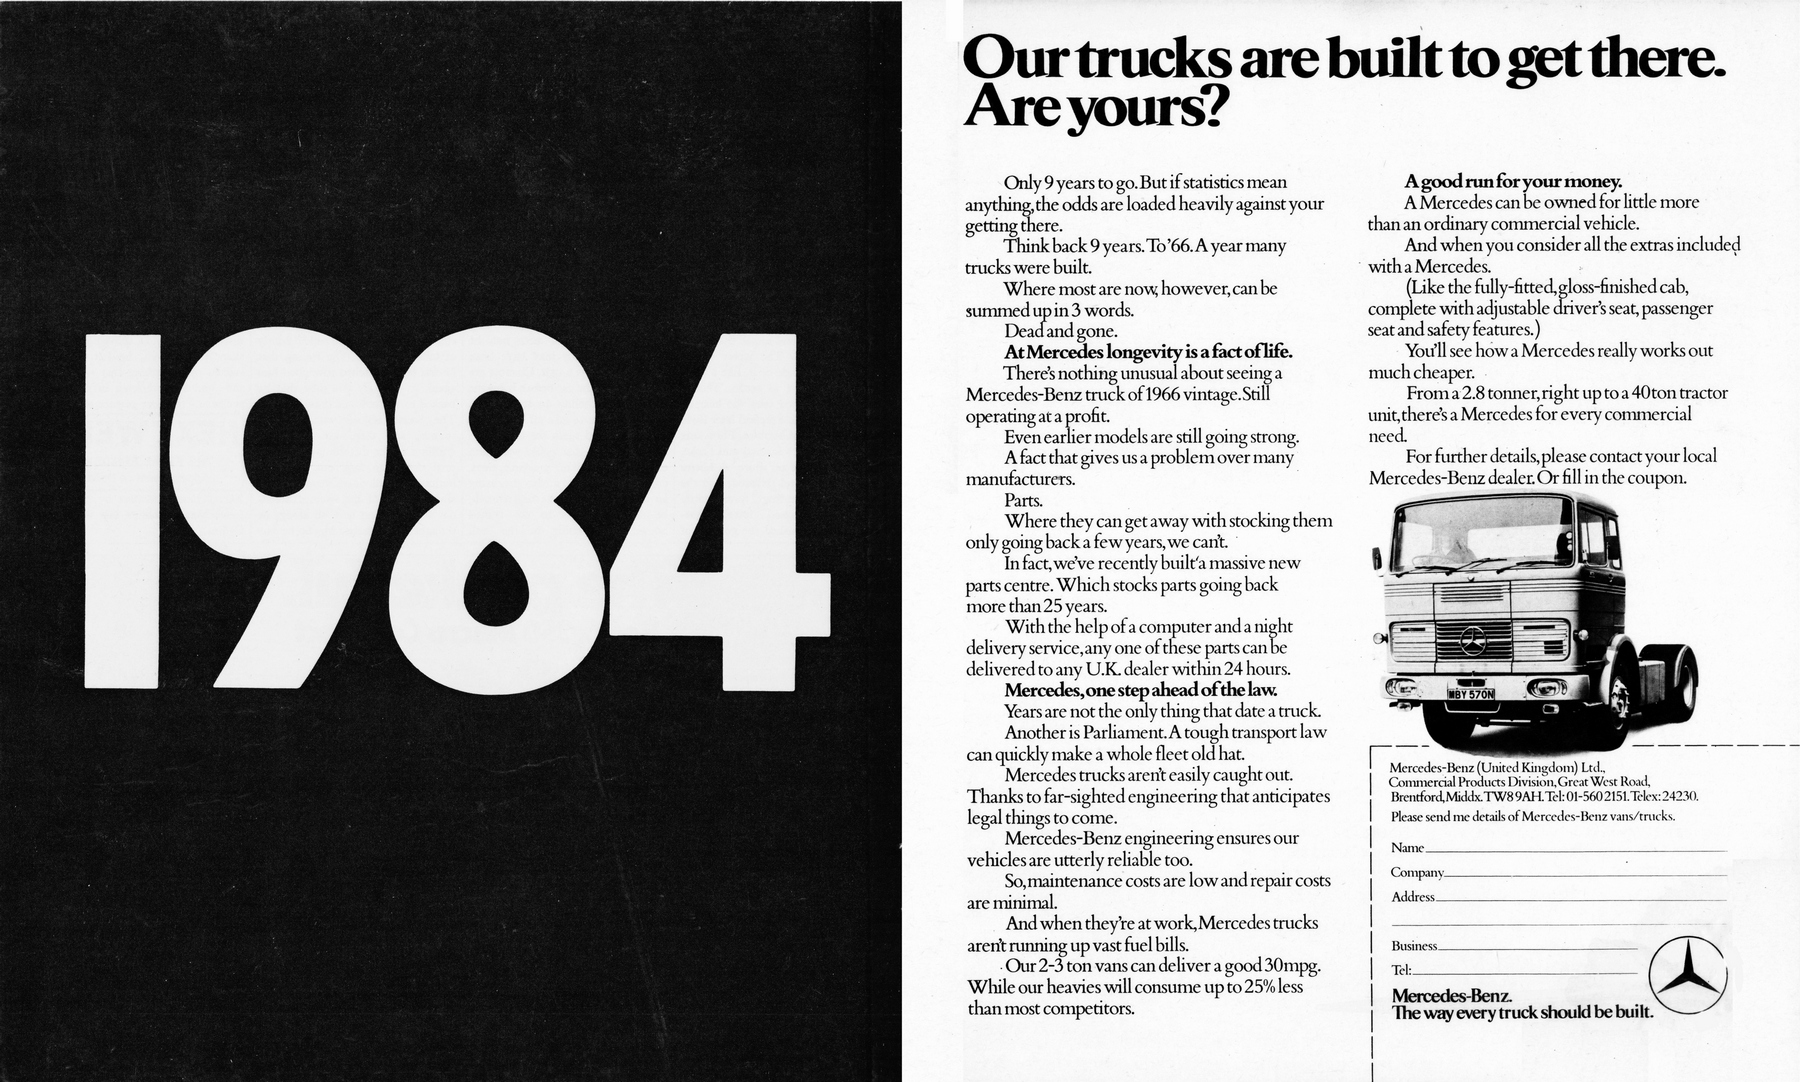 1984
Our trucks are built to get there.
Are yours?
Only 9 years to go. But if statistics mean
anything, the odds are loaded heavily against your
getting there.
Think back 9 years. To '66. A year many
trucks were built.
Where most are now, however, can be
summed up in 3 words.
Dead and gone.
At Mercedes longevity is a fact of life.
There's nothing unusual about seeing a
Mercedes-Benz truck of 1966 vintage. Still
operating at a profit.
Even earlier models are still going strong.
A fact that gives us a problem over many
manufacturers.
Parts.
Where they can get away with stocking them
only going back a few years, we can't.
In fact, we've recently built a massive new
parts centre. Which stocks parts going back
more than 25 years.
With the help of a computer and a night
delivery service, any one of these parts can be
delivered to any U.K. dealer within 24 hours.
Mercedes, one step ahead of the law.
Years are not the only thing that date a truck.
Another is Parliament. A tough transport law
can quickly make a whole fleet old hat.
Mercedes trucks aren't easily caught out.
Thanks to far-sighted engineering that anticipates
legal things to come.
Mercedes-Benz engineering ensures our
vehicles are utterly reliable too.
So, maintenance costs are low and repair costs
are minimal.
And when they're at work, Mercedes trucks
aren't running up vast fuel bills.
Our 2-3 ton vans can deliver a good 30mpg.
While our heavies will consume up to 25% less
than most competitors.
A good run for your money.
A Mercedes can be owned for little more
than an ordinary commercial vehicle.
And when you consider all the extras included
with a Mercedes.
(Like the fully-fitted, gloss-finished cab,
complete with adjustable driver's seat, passenger
seat and safety features.)
You'll see how a Mercedes really works out
much cheaper.
From a 2.8 tonner, right up to a 40 ton tractor
unit, there's a Mercedes for every commercial
need.
For further details, please contact your local
Mercedes-Benz dealer. Or fill in the coupon.
MBY 570N
Mercedes-Benz (United Kingdom) Ltd.,
Commercial Products Division, Great West Road,
Brentford, Middx. TW8 9AH. Tel: 01-560 2151. Telex: 24230.
Please send me details of Mercedes-Benz vans/trucks.
Name
Company
Address
Business
Tel:
Mercedes-Benz.
The way every truck should be built.